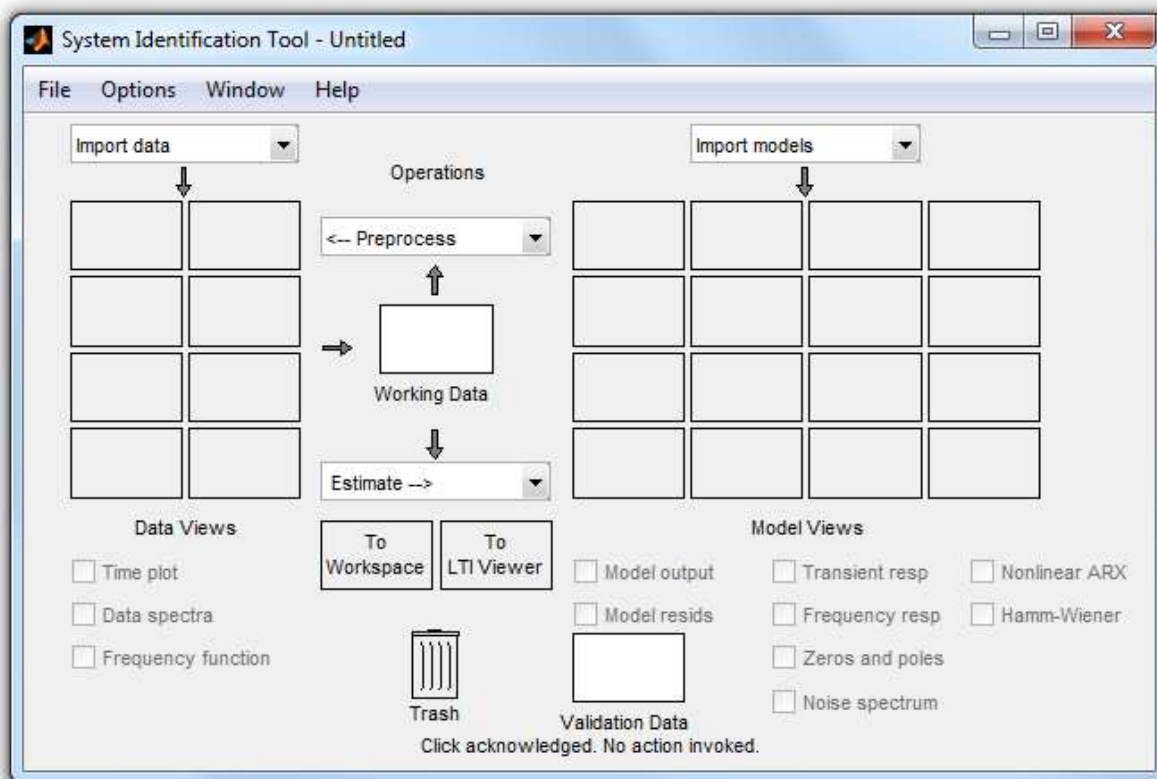 System Identification Tool - Untitled
File Options Window Help
Import data
Import models
Operations
<-- Preprocess
Working Data
Estimate -->
Data Views
To
Workspace
To
LTI Viewer
Model Views
Time plot
Data spectra
Frequency function
Model output
Model resids
Transient resp
Frequency resp
Zeros and poles
Noise spectrum
Nonlinear ARX
Hamm-Wiener
Trash
Validation Data
Click acknowledged. No action invoked.